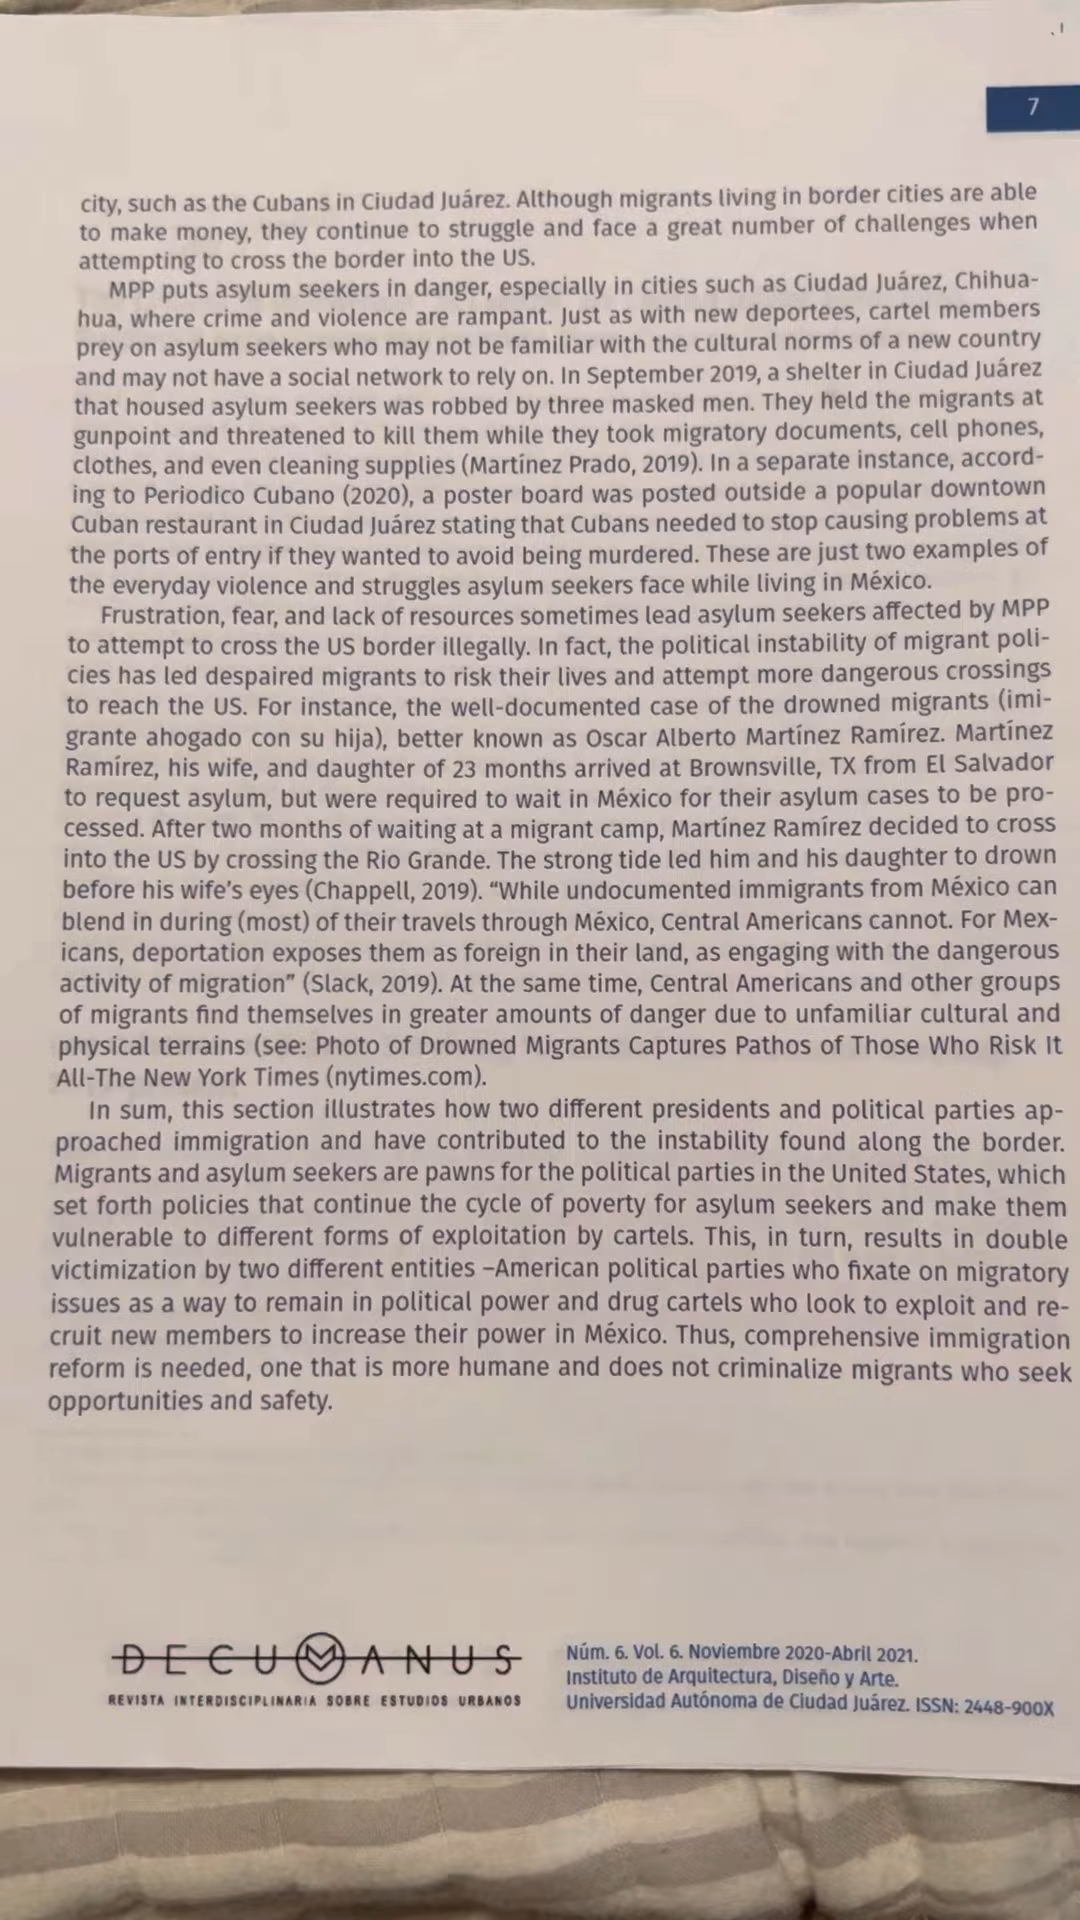 7
city, such as the Cubans in Ciudad Juárez. Although migrants living in border cities are able
to make money, they continue to struggle and face a great number of challenges when
attempting to cross the border into the US.
MPP puts asylum seekers in danger, especially in cities such as Ciudad Juárez, Chihua-
hua, where crime and violence are rampant. Just as with new deportees, cartel members
prey on asylum seekers who may not be familiar with the cultural norms of a new country
and may not have a social network to rely on. In September 2019, a shelter in Ciudad Juárez
that housed asylum seekers was robbed by three masked men. They held the migrants at
gunpoint and threatened to kill them while they took migratory documents, cell phones,
clothes, and even cleaning supplies (Martínez Prado, 2019). In a separate instance, accord-
ing to Periodico Cubano (2020), a poster board was posted outside a popular downtown
Cuban restaurant in Ciudad Juárez stating that Cubans needed to stop causing problems at
the ports of entry if they wanted to avoid being murdered. These are just two examples of
the everyday violence and struggles asylum seekers face while living in México.
Frustration, fear, and lack of resources sometimes lead asylum seekers affected by MPP
to attempt to cross the US border illegally. In fact, the political instability of migrant poli-
cies has led despaired migrants to risk their lives and attempt more dangerous crossings
to reach the US. For instance, the well-documented case of the drowned migrants (imi-
grante ahogado con su hija), better known as Oscar Alberto Martínez Ramírez. Martínez
Ramírez, his wife, and daughter of 23 months arrived at Brownsville, TX from El Salvador
to request asylum, but were required to wait in México for their asylum cases to be pro-
cessed. After two months of waiting at a migrant camp, Martínez Ramírez decided to cross
into the US by crossing the Rio Grande. The strong tide led him and his daughter to drown
before his wife's eyes (Chappell, 2019). “While undocumented immigrants from México can
blend in during (most) of their travels through México, Central Americans cannot. For Mex-
icans, deportation exposes them as foreign in their land, as engaging with the dangerous
activity of migration” (Slack, 2019). At the same time, Central Americans and other groups
of migrants find themselves in greater amounts of danger due to unfamiliar cultural and
physical terrains (see: Photo of Drowned Migrants Captures Pathos of Those Who Risk It
All-The New York Times (nytimes.com).
In sum, this section illustrates how two different presidents and political parties ap-
proached immigration and have contributed to the instability found along the border.
Migrants and asylum seekers are pawns for the political parties in the United States, which
set forth policies that continue the cycle of poverty for asylum seekers and make them
vulnerable to different forms of exploitation by cartels. This, in turn, results in double
victimization by two different entities –American political parties who fixate on migratory
issues as a way to remain in political power and drug cartels who look to exploit and re-
cruit new members to increase their power in México. Thus, comprehensive immigration
reform is needed, one that is more humane and does not criminalize migrants who seek
opportunities and safety.
DECUMANUS
REVISTA INTERDISCIPLINARIA SOBRE ESTUDIOS URBANOS
Núm. 6. Vol. 6. Noviembre 2020-Abril 2021.
Instituto de Arquitectura, Diseño y Arte.
Universidad Autónoma de Ciudad Juárez. ISSN: 2448-900X